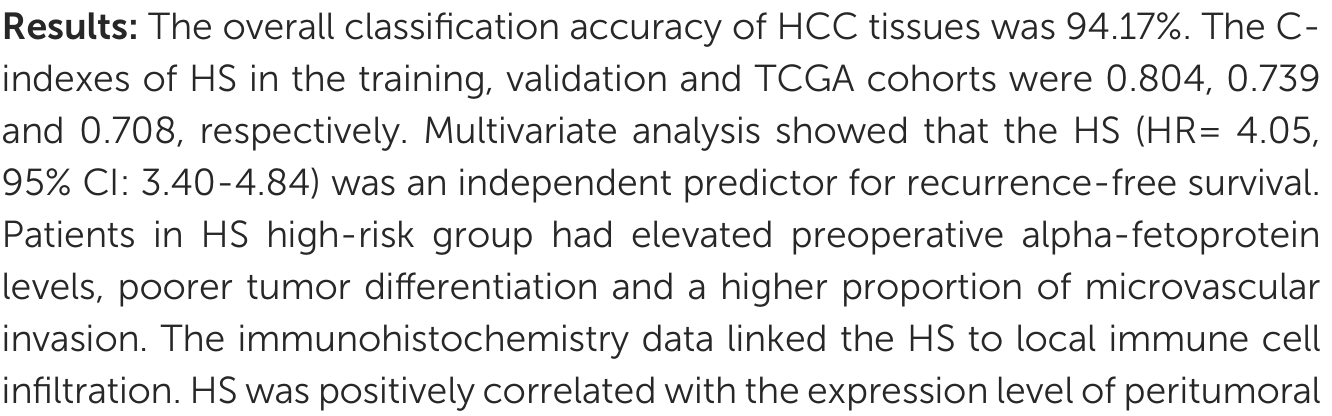 Results: The overall classification accuracy of HCC tissues was 94.17%. The C-
indexes of HS in the training, validation and TCGA cohorts were 0.804, 0.739
and 0.708, respectively. Multivariate analysis showed that the HS (HR= 4.05,
95% CI: 3.40-4.84) was an independent predictor for recurrence-free survival.
Patients in HS high-risk group had elevated preoperative alpha-fetoprotein
levels, poorer tumor differentiation and a higher proportion of microvascular
invasion. The immunohistochemistry data linked the HS to local immune cell
infiltration. HS was positively correlated with the expression level of peritumoral